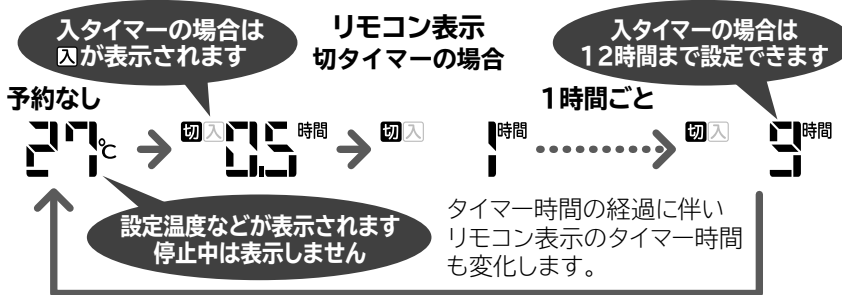 入タイマーの場合は
入が表示されます
リモコン表示
切タイマーの場合
入タイマーの場合は
12時間まで設定できます
予約なし
1時間ごと
27℃
切入 0.5 時間
切入 1 時間
切入 9 時間
設定温度などが表示されます
停止中は表示しません
タイマー時間の経過に伴い
リモコン表示のタイマー時間
も変化します。